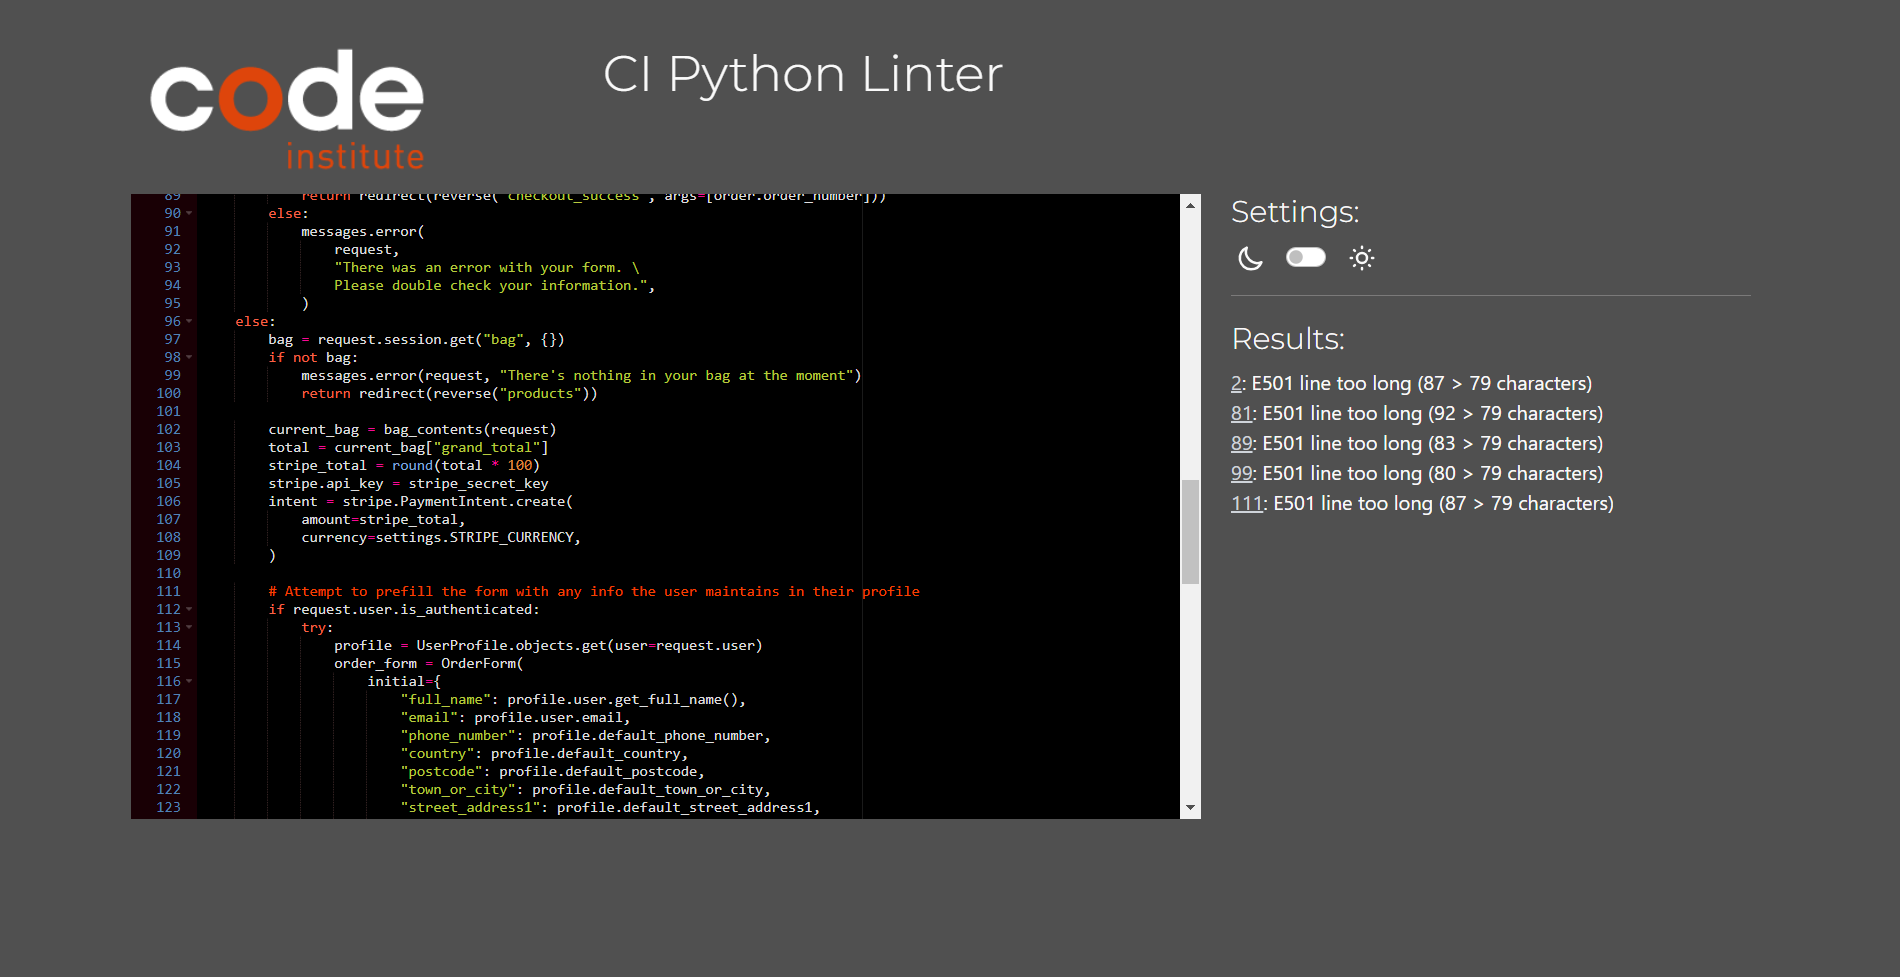 code
institute
CI Python Linter
89 return redirect(reverse("checkout_success", args=[order.order_number]))
90 else:
91 messages.error(
92 request,
93 "There was an error with your form. \
94 Please double check your information.",
95 )
96 else:
97 bag = request.session.get("bag", {})
98 if not bag:
99 messages.error(request, "There's nothing in your bag at the moment")
100 return redirect(reverse("products"))
101
102 current_bag = bag_contents(request)
103 total = current_bag["grand_total"]
104 stripe_total = round(total * 100)
105 stripe.api_key = stripe_secret_key
106 intent = stripe.PaymentIntent.create(
107 amount=stripe_total,
108 currency=settings.STRIPE_CURRENCY,
109 )
110
111 # Attempt to prefill the form with any info the user maintains in their profile
112 if request.user.is_authenticated:
113 try:
114 profile = UserProfile.objects.get(user=request.user)
115 order_form = OrderForm(
116 initial={
117 "full_name": profile.user.get_full_name(),
118 "email": profile.user.email,
119 "phone_number": profile.default_phone_number,
120 "country": profile.default_country,
121 "postcode": profile.default_postcode,
122 "town_or_city": profile.default_town_or_city,
123 "street_address1": profile.default_street_address1,
Settings:
Results:
2: E501 line too long (87 > 79 characters)
81: E501 line too long (92 > 79 characters)
89: E501 line too long (83 > 79 characters)
99: E501 line too long (80 > 79 characters)
111: E501 line too long (87 > 79 characters)